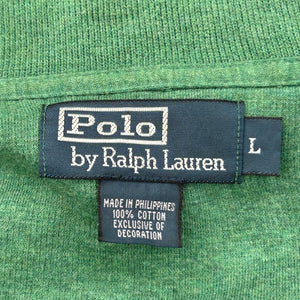 Polo
by Ralph Lauren
L
MADE IN PHILIPPINES
100% COTTON
EXCLUSIVE OF
DECORATION